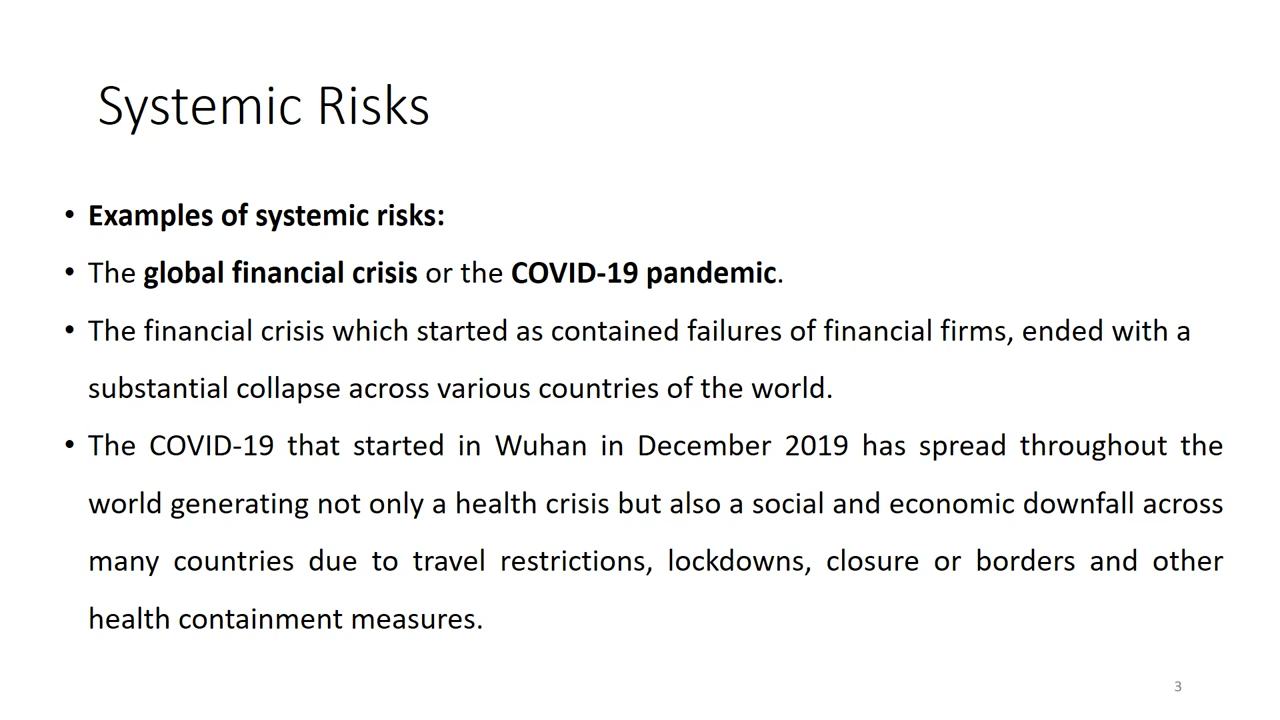 Systemic Risks
• Examples of systemic risks:
• The global financial crisis or the COVID-19 pandemic.
• The financial crisis which started as contained failures of financial firms, ended with a
substantial collapse across various countries of the world.
• The COVID-19 that started in Wuhan in December 2019 has spread throughout the
world generating not only a health crisis but also a social and economic downfall across
many countries due to travel restrictions, lockdowns, closure or borders and other
health containment measures.
3